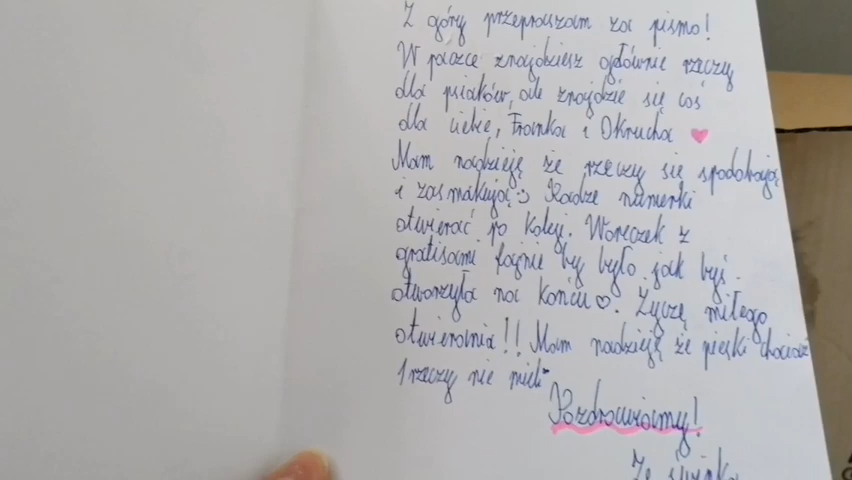 Z góry przepraszam za pismo!
W paczce znajdziesz głównie rzeczy
dla psiaków, ale znajdzie się coś
dla ciebie, Franka i Okrucha
Mam nadzieję że rzeczy się spodobają
i zasmakują :) Radzę numerki
otwierać po kolei. Woreczek z
gratisami fajnie by było jak byś
otworzyła na końcu ♡. Życzę miłego
otwierania!! Mam nadzieję że pieski chociaż
1 rzeczy nie mieli
Pozdrawiamy!
Ze